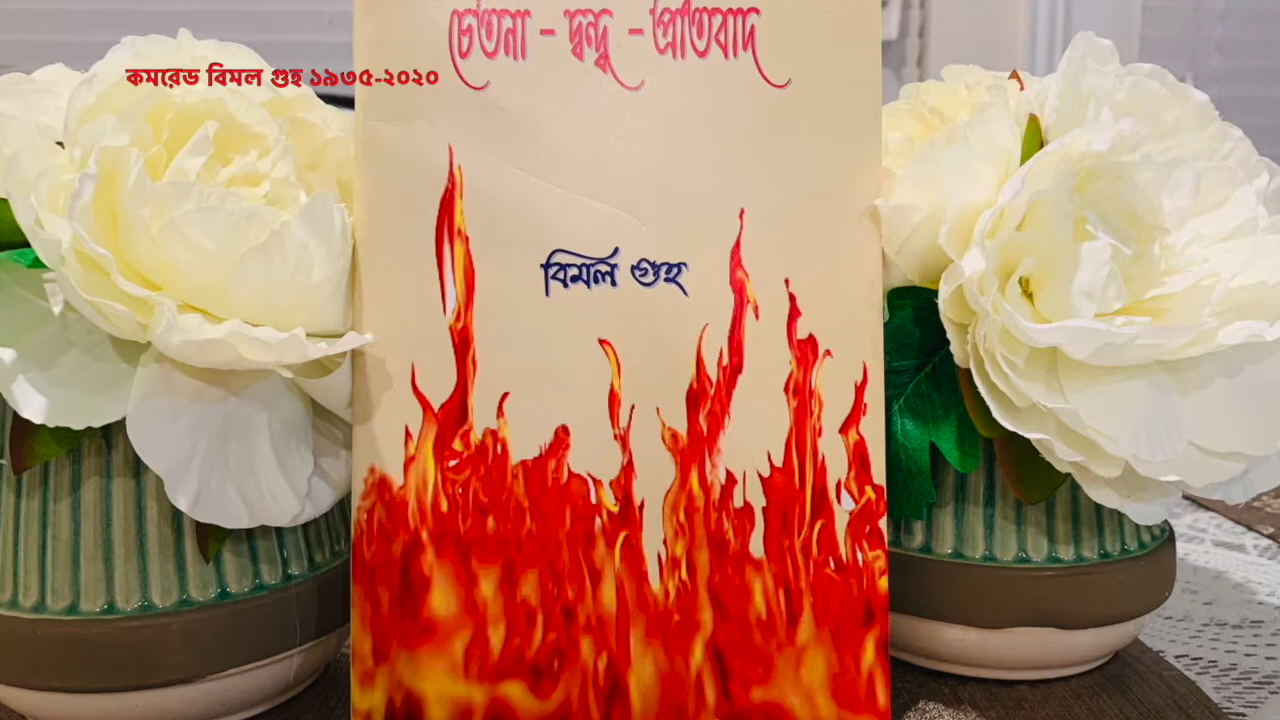 চেতনা - দ্বন্দ্ব - প্রতিবাদ
কমরেড বিমল গুহ ১৯৩৫-২০২০
বিমল গুহ